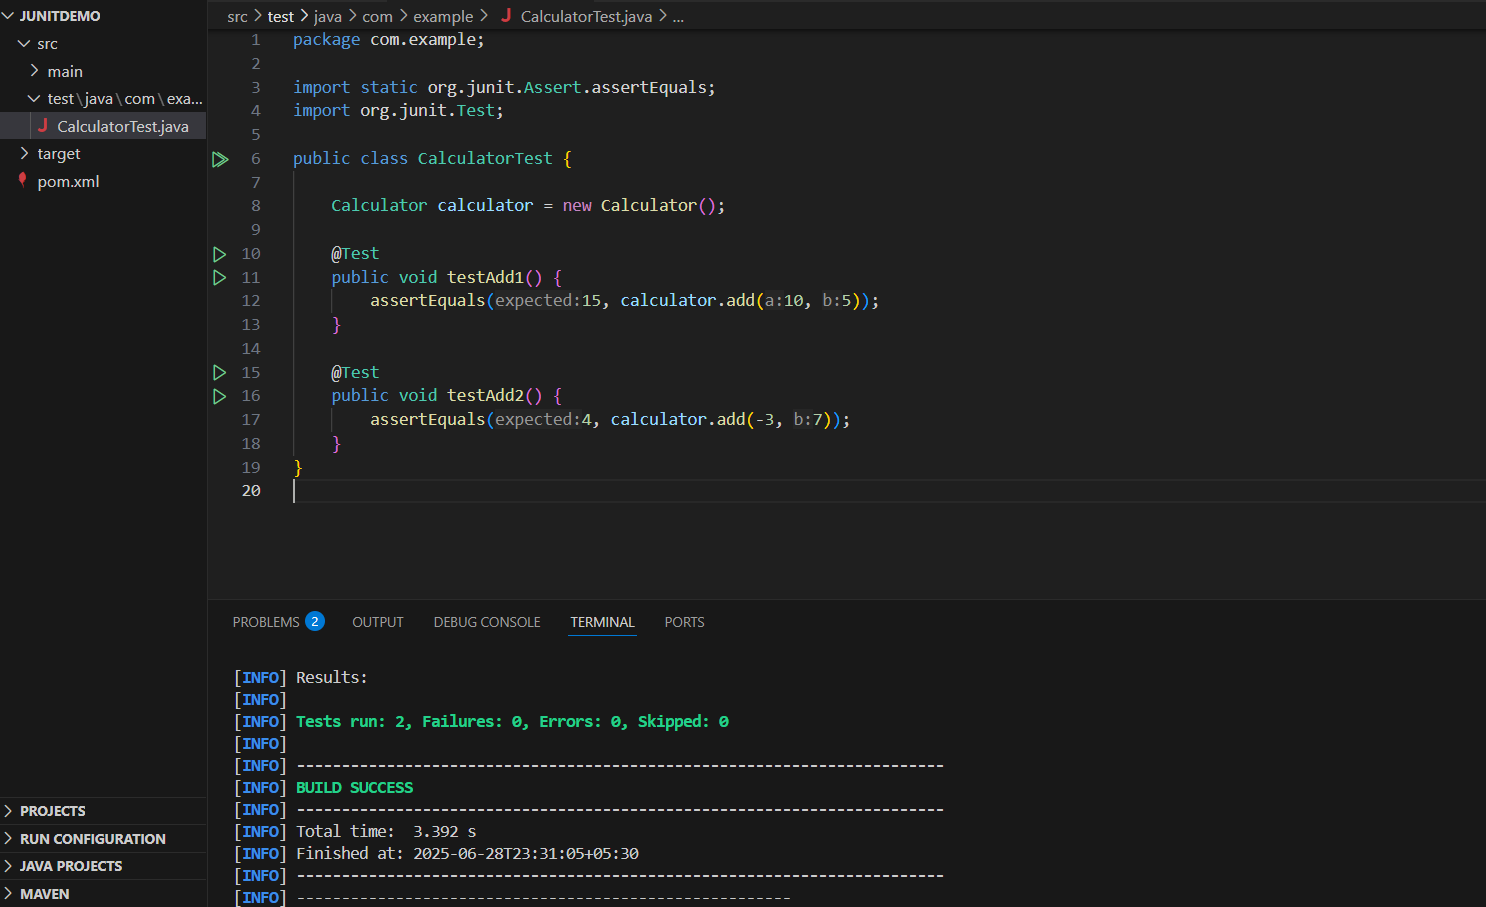 JUNITDEMO
src
main
test\java\com\exa...
CalculatorTest.java
target
pom.xml
PROJECTS
RUN CONFIGURATION
JAVA PROJECTS
MAVEN
src > test > java > com > example > J CalculatorTest.java > ...
1 package com.example;
2
3 import static org.junit.Assert.assertEquals;
4 import org.junit.Test;
5
6 public class CalculatorTest {
7
8 Calculator calculator = new Calculator();
9
10 @Test
11 public void testAdd1() {
12 assertEquals(expected:15, calculator.add(a:10, b:5));
13 }
14
15 @Test
16 public void testAdd2() {
17 assertEquals(expected:4, calculator.add(-3, b:7));
18 }
19 }
20
PROBLEMS 2 OUTPUT DEBUG CONSOLE TERMINAL PORTS
[INFO] Results:
[INFO]
[INFO] Tests run: 2, Failures: 0, Errors: 0, Skipped: 0
[INFO]
[INFO] ------------------------------------------------------------------------
[INFO] BUILD SUCCESS
[INFO] ------------------------------------------------------------------------
[INFO] Total time:  3.392 s
[INFO] Finished at: 2025-06-28T23:31:05+05:30
[INFO] ------------------------------------------------------------------------
[INFO] -------------------------------------------------------